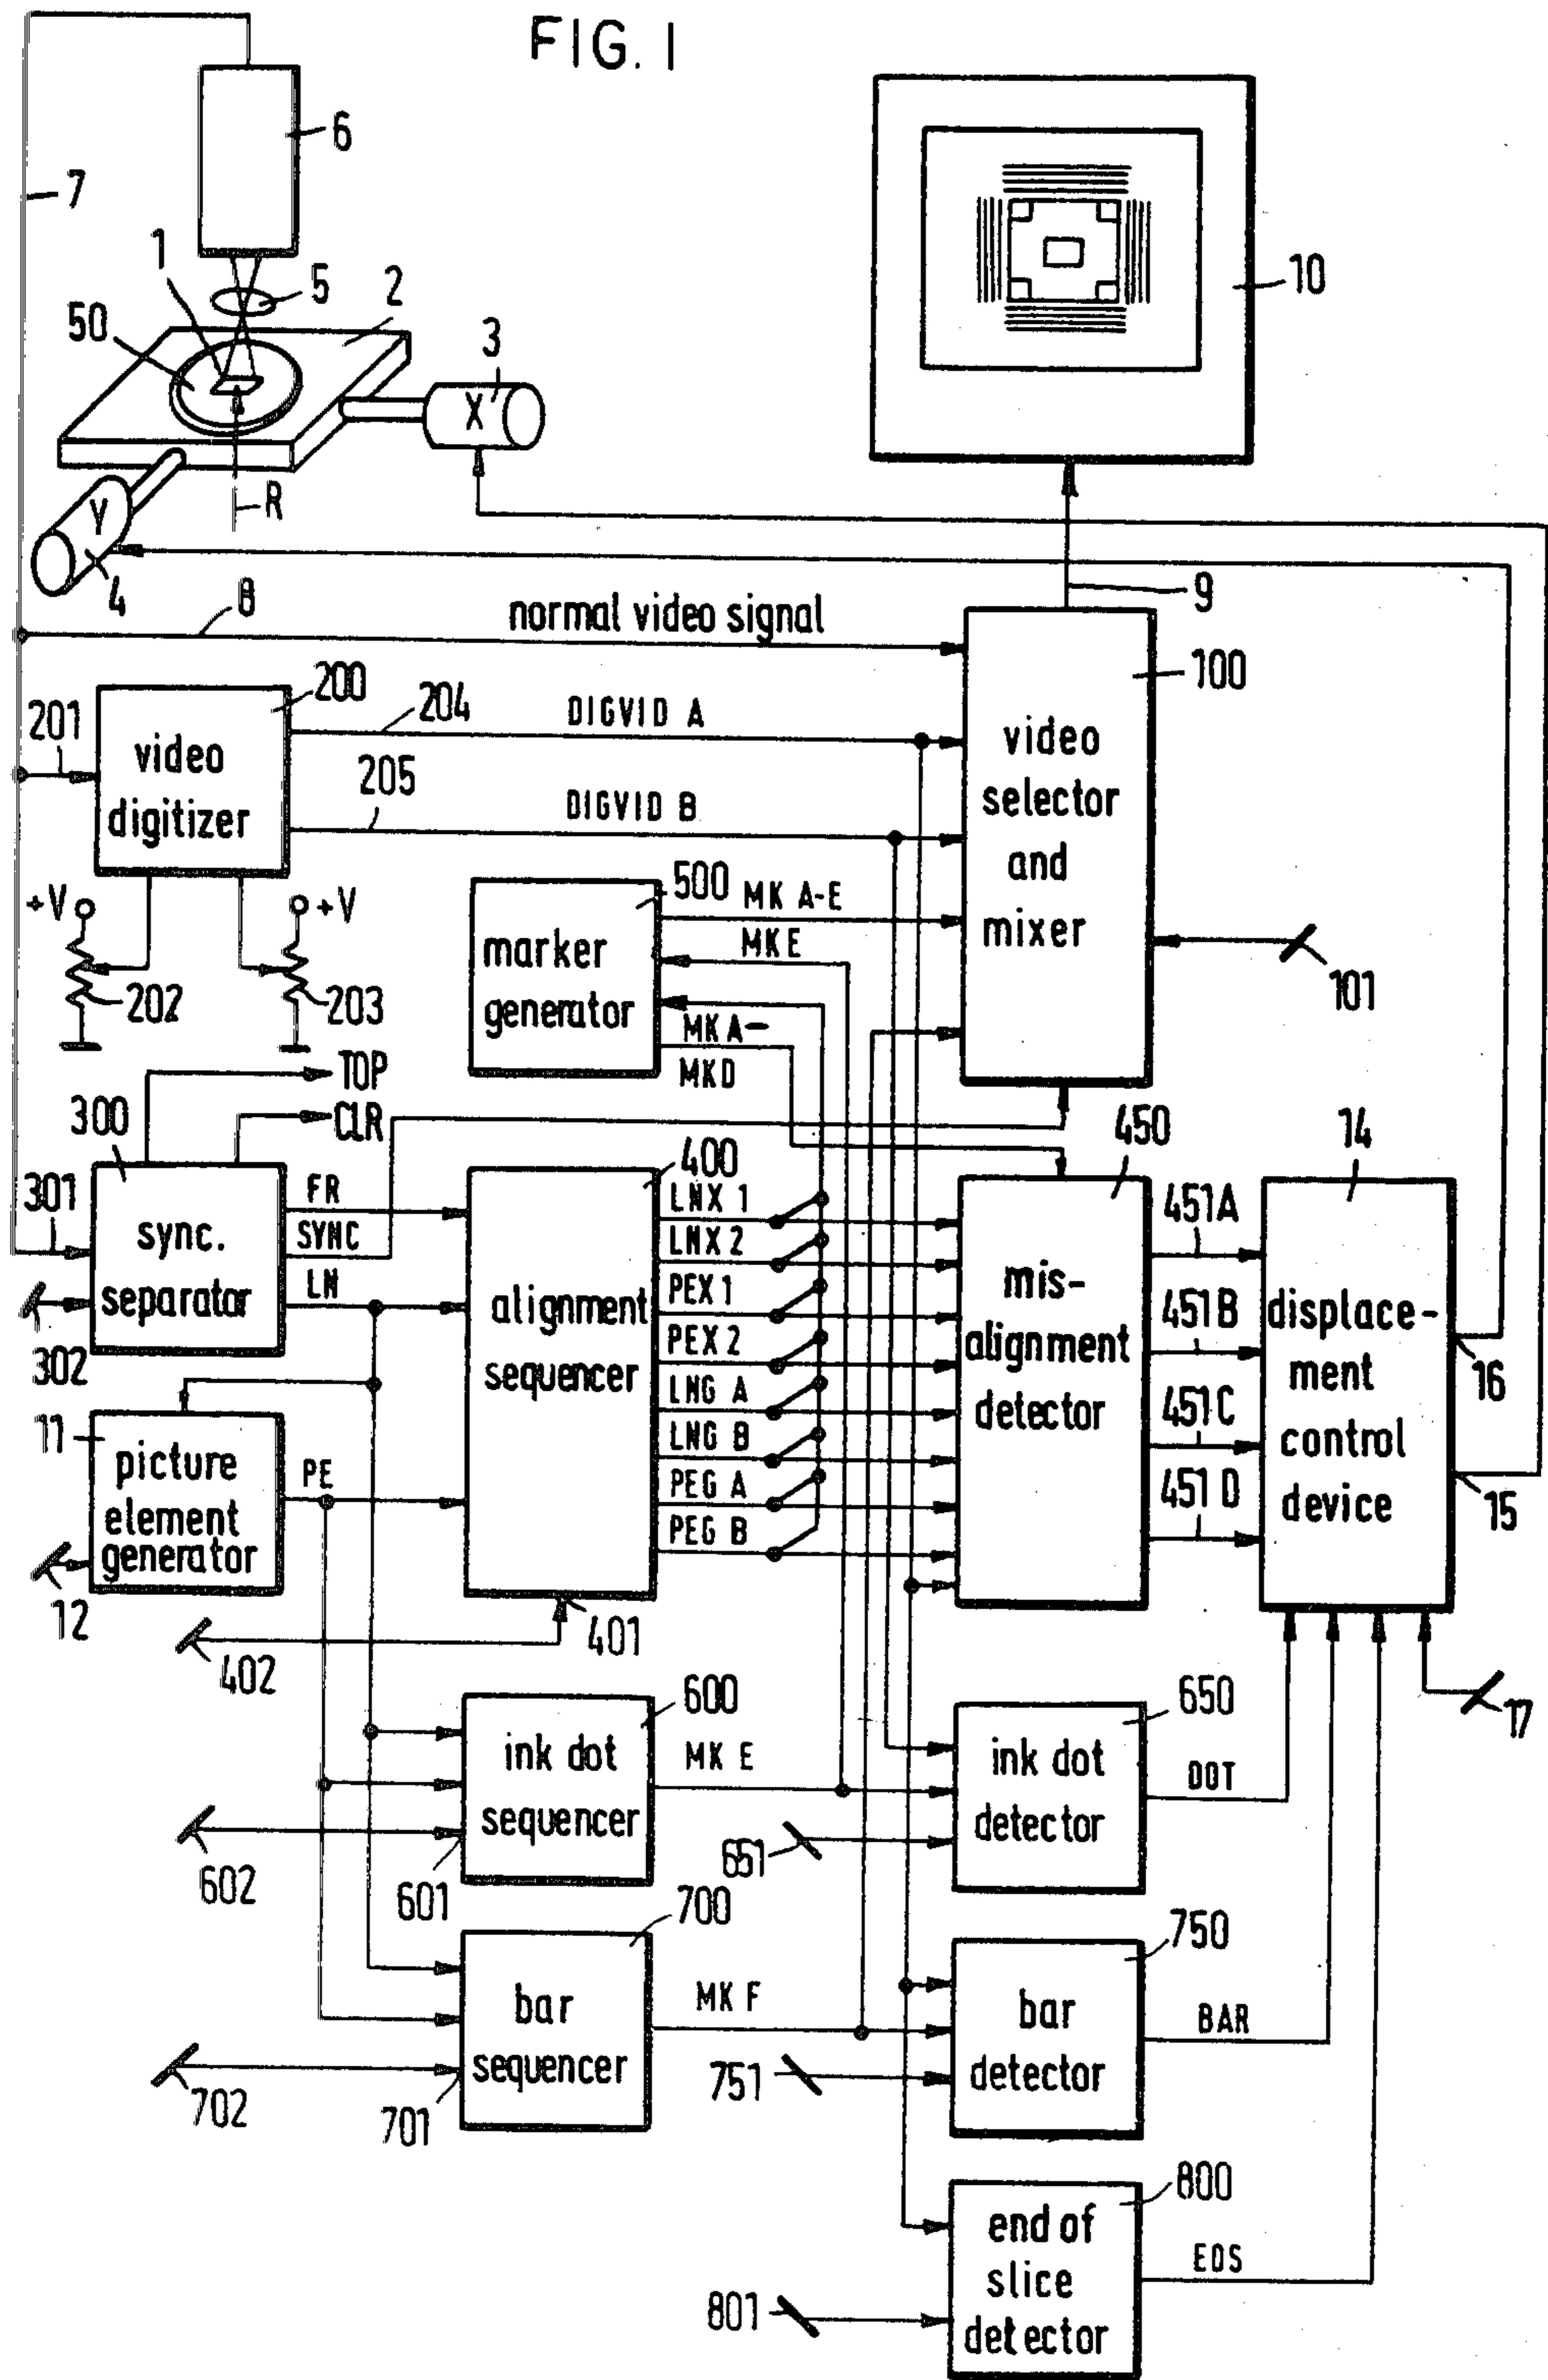 FIG. 1
6
7
1
5
2
50
3
X
10
R
Y
4
9
8
normal video signal
100
200
204
DIGVID A
201
video
digitizer
video
selector
and
mixer
205
DIGVID B
500
MK A-E
+V
+V
MKE
marker
generator
202
203
101
MKA-
MKD
TOP
CLR
300
400
450
14
301
FR
LNX 1
451A
SYNC
LNX 2
sync.
separator
LN
PEX 1
451B
alignment
sequencer
mis-
alignment
detector
displace-
ment
control
device
302
PEX 2
16
LNG A
451C
11
LNG B
picture
element
generator
PE
PEG A
451D
15
PEG B
12
401
402
600
650
17
ink dot
sequencer
MK E
ink dot
detector
DOT
602
601
651
700
750
bar
sequencer
MK F
bar
detector
BAR
702
701
751
800
end of
slice
detector
EOS
801